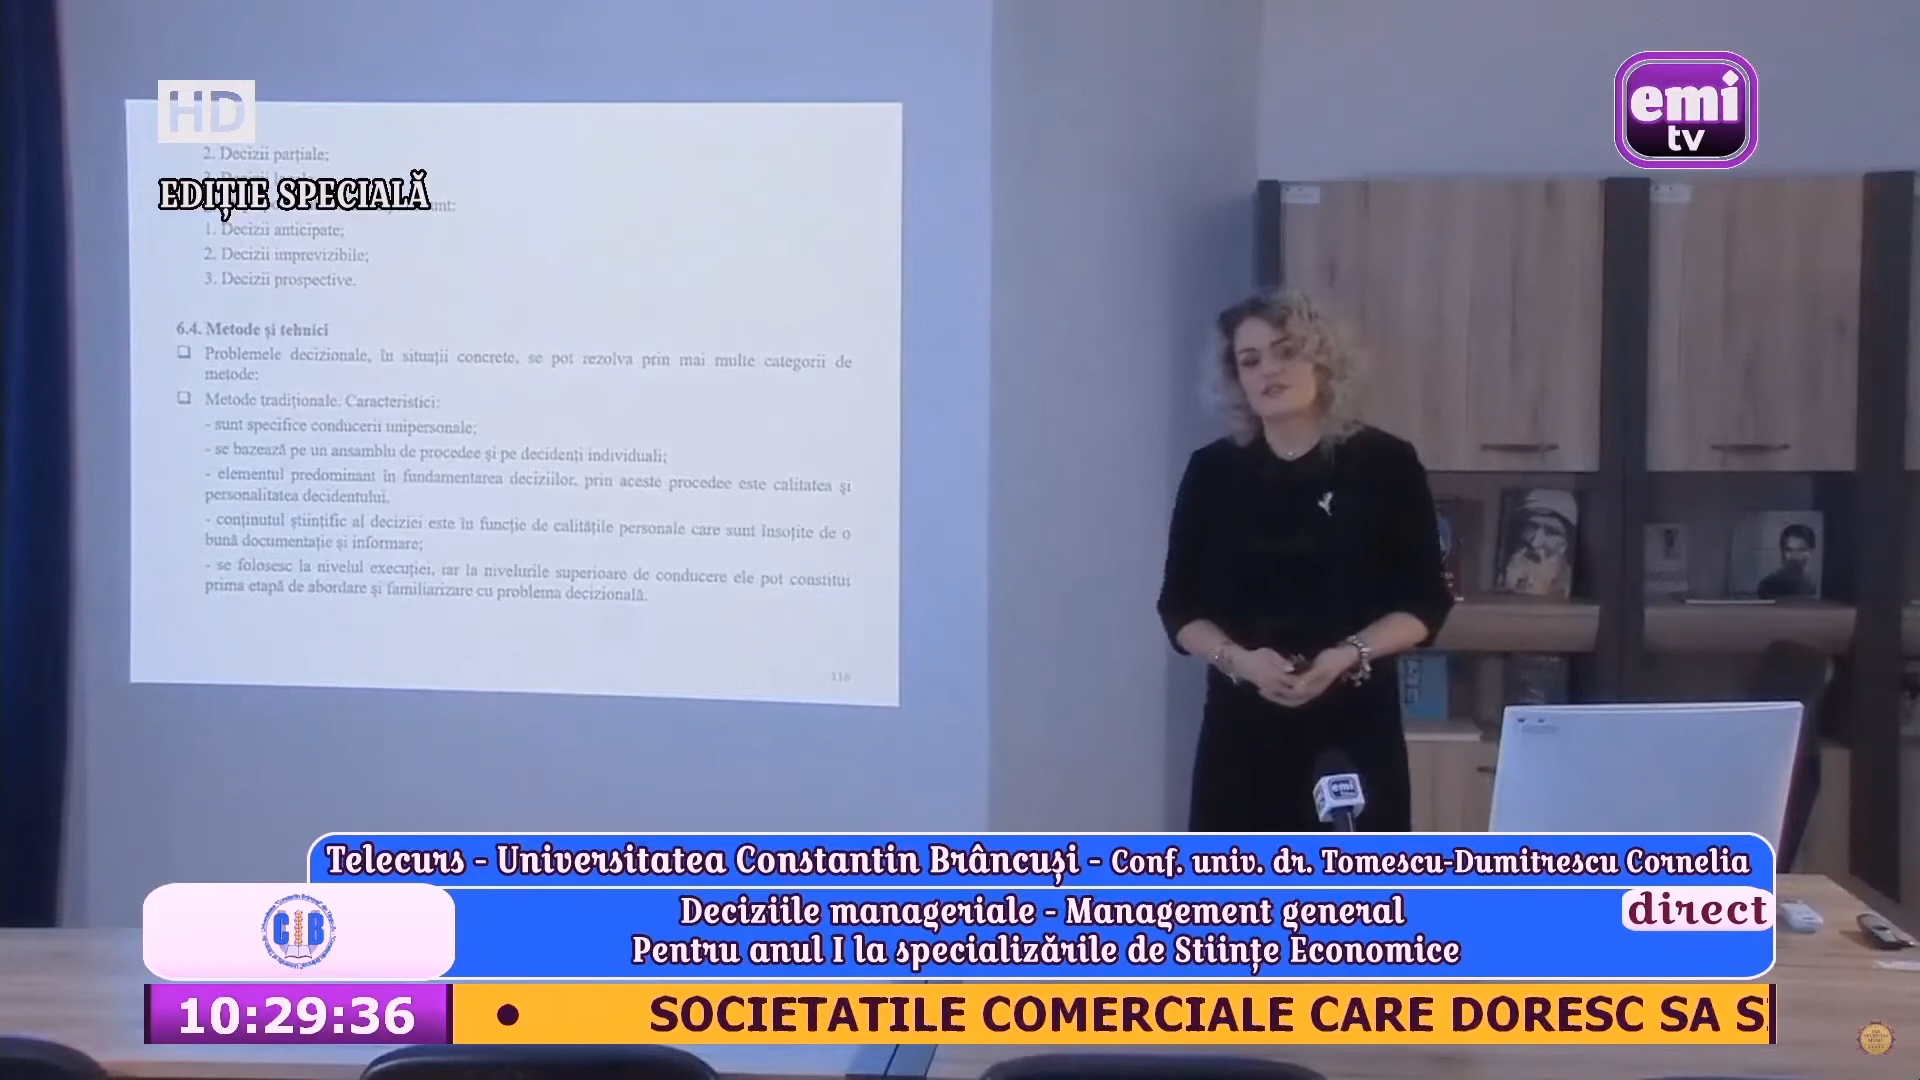 HD
emi
tv
2. Decizii parțiale;
EDIȚIE SPECIALĂ
1. Decizii anticipate;
2. Decizii imprevizibile;
3. Decizii prospective.
6.4. Metode și tehnici
❑ Problemele decizionale, în situații concrete, se pot rezolva prin mai multe categorii de
metode:
❑ Metode tradiționale. Caracteristici:
- sunt specifice conducerii unipersonale;
- se bazează pe un ansamblu de procedee și pe decidenți individuali;
- elementul predominant în fundamentarea deciziilor, prin aceste procedee este calitatea și
personalitatea decidentului.
- conținutul științific al deciziei este în funcție de calitățile personale care sunt însoțite de o
bună documentație și informare;
- se folosesc la nivelul execuției, iar la nivelurile superioare de conducere ele pot constitui
prima etapă de abordare și familiarizare cu problema decizională.
emi
Telecurs - Universitatea Constantin Brâncuși - Conf. univ. dr. Tomescu-Dumitrescu Cornelia
CIB
Deciziile manageriale - Management general
direct
Pentru anul I la specializările de Stiințe Economice
10:29:36
• SOCIETATILE COMERCIALE CARE DORESC SA